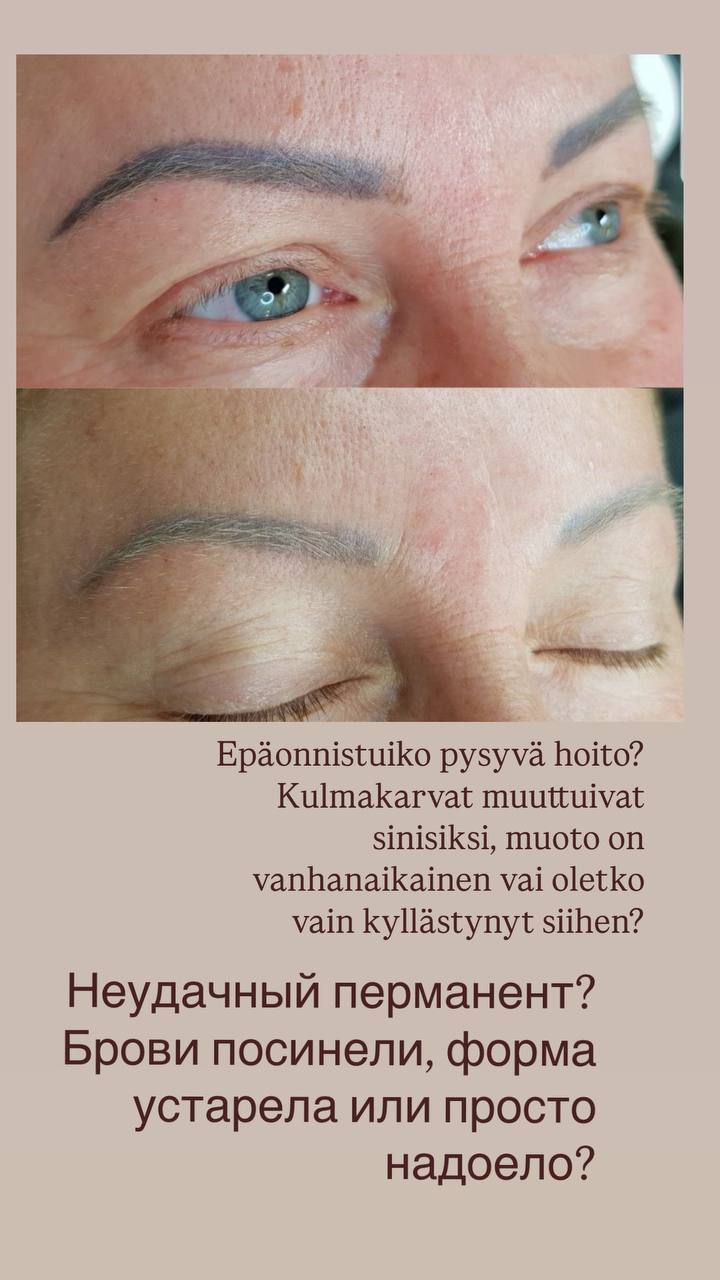 Epäonnistuiko pysyvä hoito?
Kulmakarvat muuttuivat
sinisiksi, muoto on
vanhanaikainen vai oletko
vain kyllästynyt siihen?
Неудачный перманент?
Брови посинели, форма
устарела или просто
надоело?